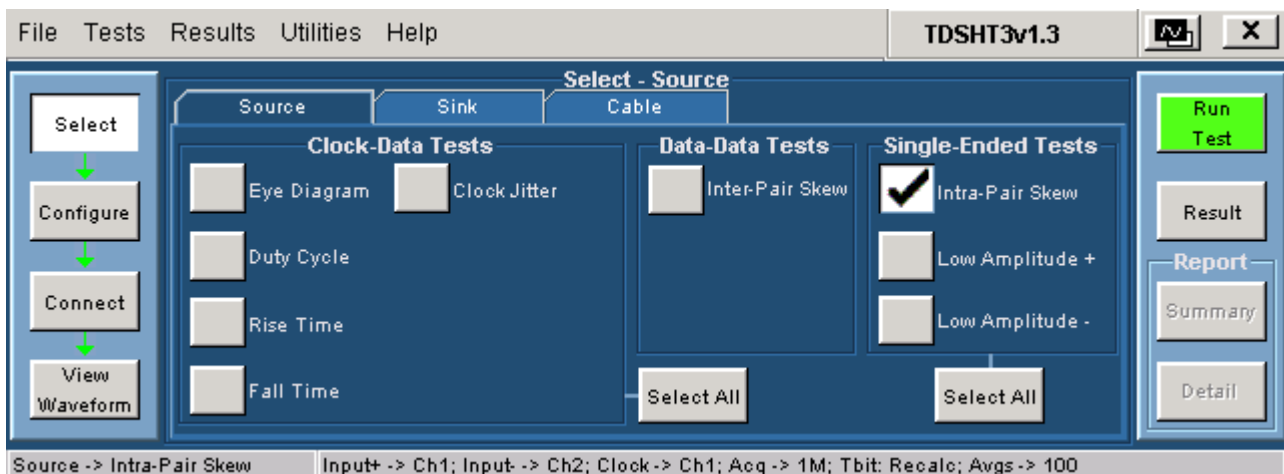 File Tests Results Utilities Help TDSHT3v1.3 X
Select - Source
Select
Configure
Connect
View
Waveform
Source Sink Cable
Clock-Data Tests
Eye Diagram Clock Jitter
Duty Cycle
Rise Time
Fall Time
Data-Data Tests
Inter-Pair Skew
Select All
Single-Ended Tests
Intra-Pair Skew
Low Amplitude +
Low Amplitude -
Select All
Run
Test
Result
Report
Summary
Detail
Source -> Intra-Pair Skew Input+ -> Ch1; Input- -> Ch2; Clock -> Ch1; Acq -> 1M; Tbit: Recalc; Avgs -> 100